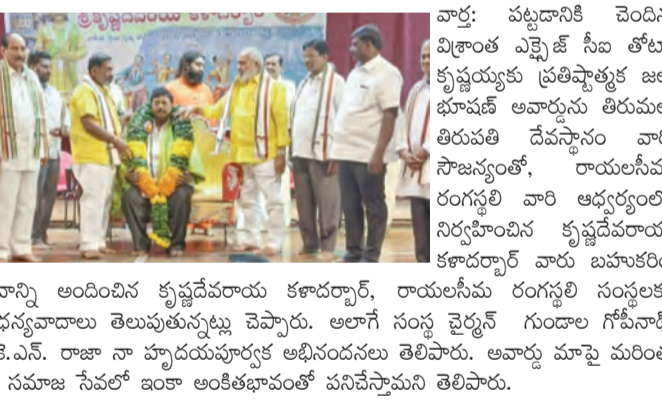 శ్రీకృష్ణదేవరాయ కళాదర్బార్
వార్త: పట్టడానికి చెందిన
విశ్రాంత ఎక్సైజ్ సీఐ తోట
కృష్ణయ్యకు ప్రతిష్టాత్మక జల
భూషణ్ అవార్డును తిరుమల
తిరుపతి దేవస్థానం వారి
సౌజన్యంతో, రాయలసీమ
రంగస్థలి వారి ఆధ్వర్యంలో
నిర్వహించిన కృష్ణదేవరాయ
కళాదర్బార్ వారు బహుకరిం
వాన్ని అందించిన కృష్ణదేవరాయ కళాదర్బార్, రాయలసీమ రంగస్థలి సంస్థలకు
ధన్యవాదాలు తెలుపుతున్నట్లు చెప్పారు. అలాగే సంస్థ చైర్మన్ గుండాల గోపీనాథ్
కె.ఎన్. రాజా నా హృదయపూర్వక అభినందనలు తెలిపారు. అవార్డు మాపై మరింత
సమాజ సేవలో ఇంకా అంకితభావంతో పనిచేస్తామని తెలిపారు.